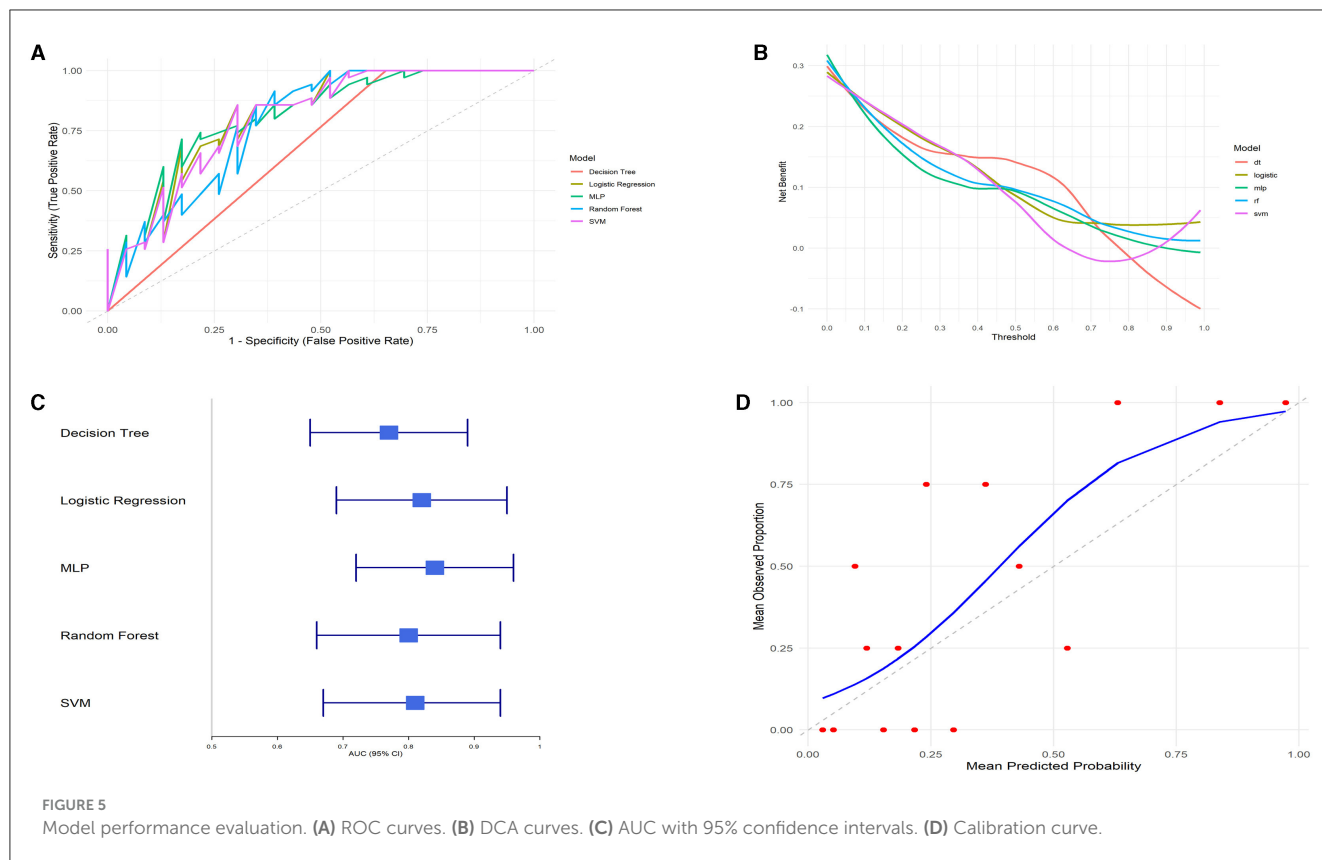 A
1.00
0.75
0.50
0.25
0.00
Sensitivity (True Positive Rate)
0.00 0.25 0.50 0.75 1.00
1 - Specificity (False Positive Rate)
Model
Decision Tree
Logistic Regression
MLP
Random Forest
SVM
B
0.3
0.2
0.1
0.0
-0.1
Net Benefit
0.0 0.1 0.2 0.3 0.4 0.5 0.6 0.7 0.8 0.9 1.0
Threshold
Model
dt
logistic
mlp
rf
svm
C
Decision Tree
Logistic Regression
MLP
Random Forest
SVM
0.5 0.6 0.7 0.8 0.9 1
AUC (95% CI)
D
1.00
0.75
0.50
0.25
0.00
Mean Observed Proportion
0.00 0.25 0.50 0.75 1.00
Mean Predicted Probability
FIGURE 5
Model performance evaluation. (A) ROC curves. (B) DCA curves. (C) AUC with 95% confidence intervals. (D) Calibration curve.